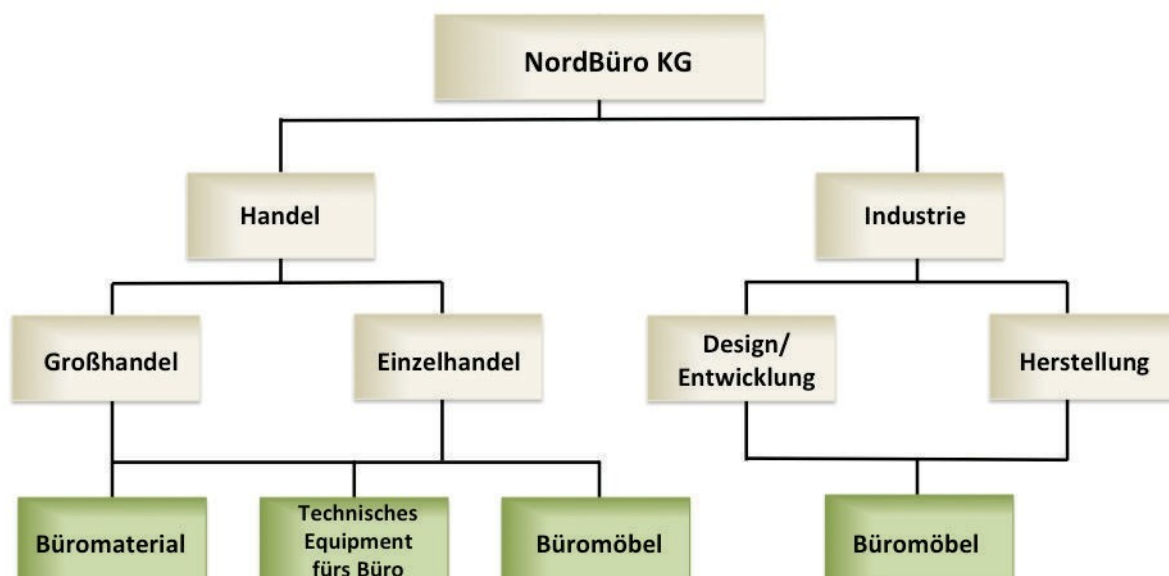 NordBüro KG
Handel
Industrie
Großhandel
Einzelhandel
Design/
Entwicklung
Herstellung
Büromaterial
Technisches
Equipment
fürs Büro
Büromöbel
Büromöbel